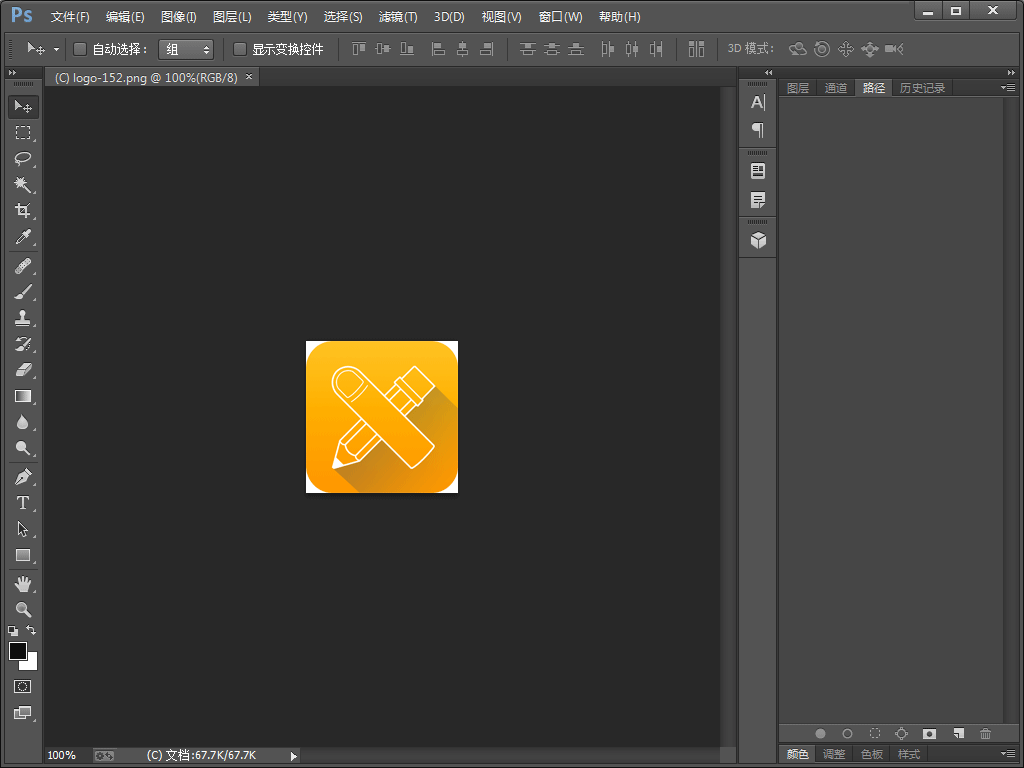 Ps 文件(F) 编辑(E) 图像(I) 图层(L) 类型(Y) 选择(S) 滤镜(T) 3D(D) 视图(V) 窗口(W) 帮助(H)
自动选择： 组 显示变换控件 3D 模式：
(C) logo-152.png @ 100%(RGB/8) ×
图层 通道 路径 历史记录
100% (C) 文档:67.7K/67.7K
颜色 调整 色板 样式